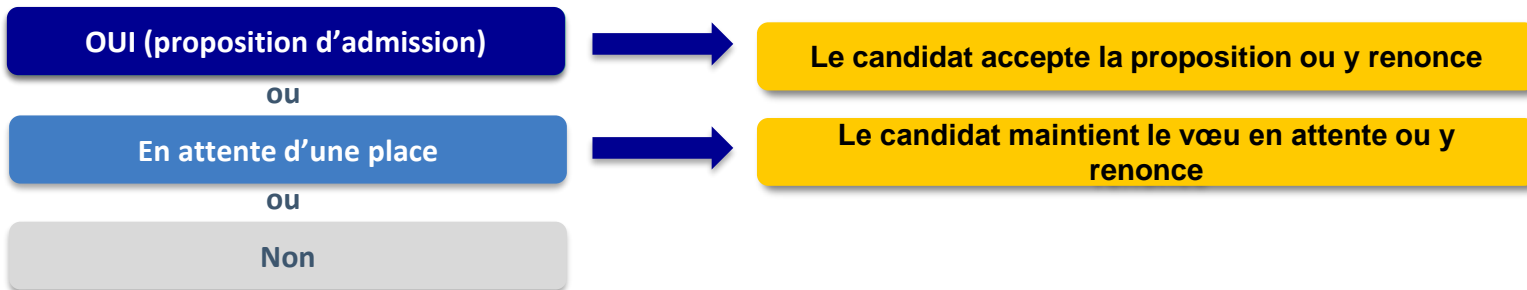 OUI (proposition d’admission)
Le candidat accepte la proposition ou y renonce
ou
En attente d’une place
Le candidat maintient le vœu en attente ou y
renonce
ou
Non